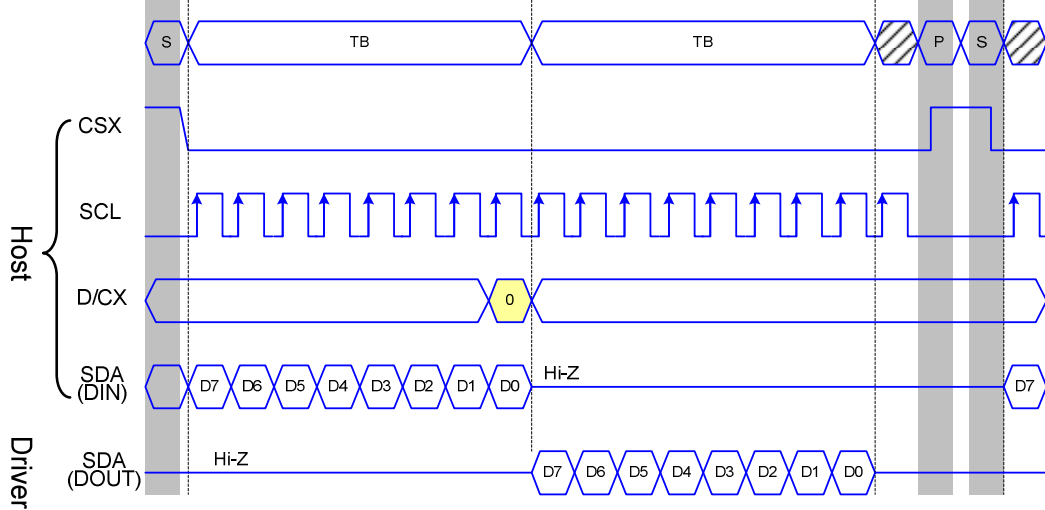 S TB TB P S
CSX
SCL
Host
D/CX 0
SDA
(DIN) D7 D6 D5 D4 D3 D2 D1 D0 Hi-Z D7
Driver
SDA
(DOUT) Hi-Z D7 D6 D5 D4 D3 D2 D1 D0